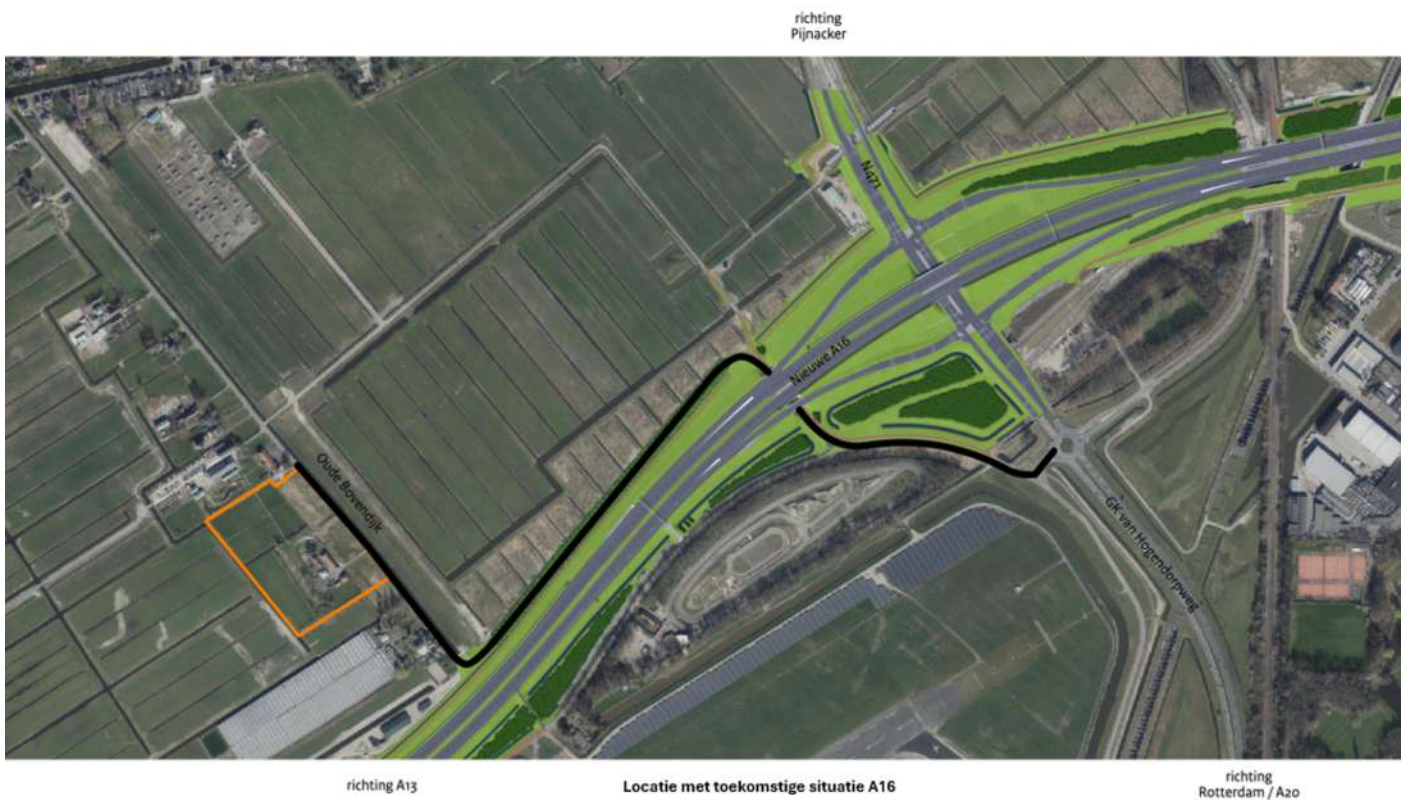 richting
Pijnacker
N471
Nieuwe A16
Oude Bovendijk
GK van Hogendorpweg
richting A13
Locatie met toekomstige situatie A16
richting
Rotterdam / A20